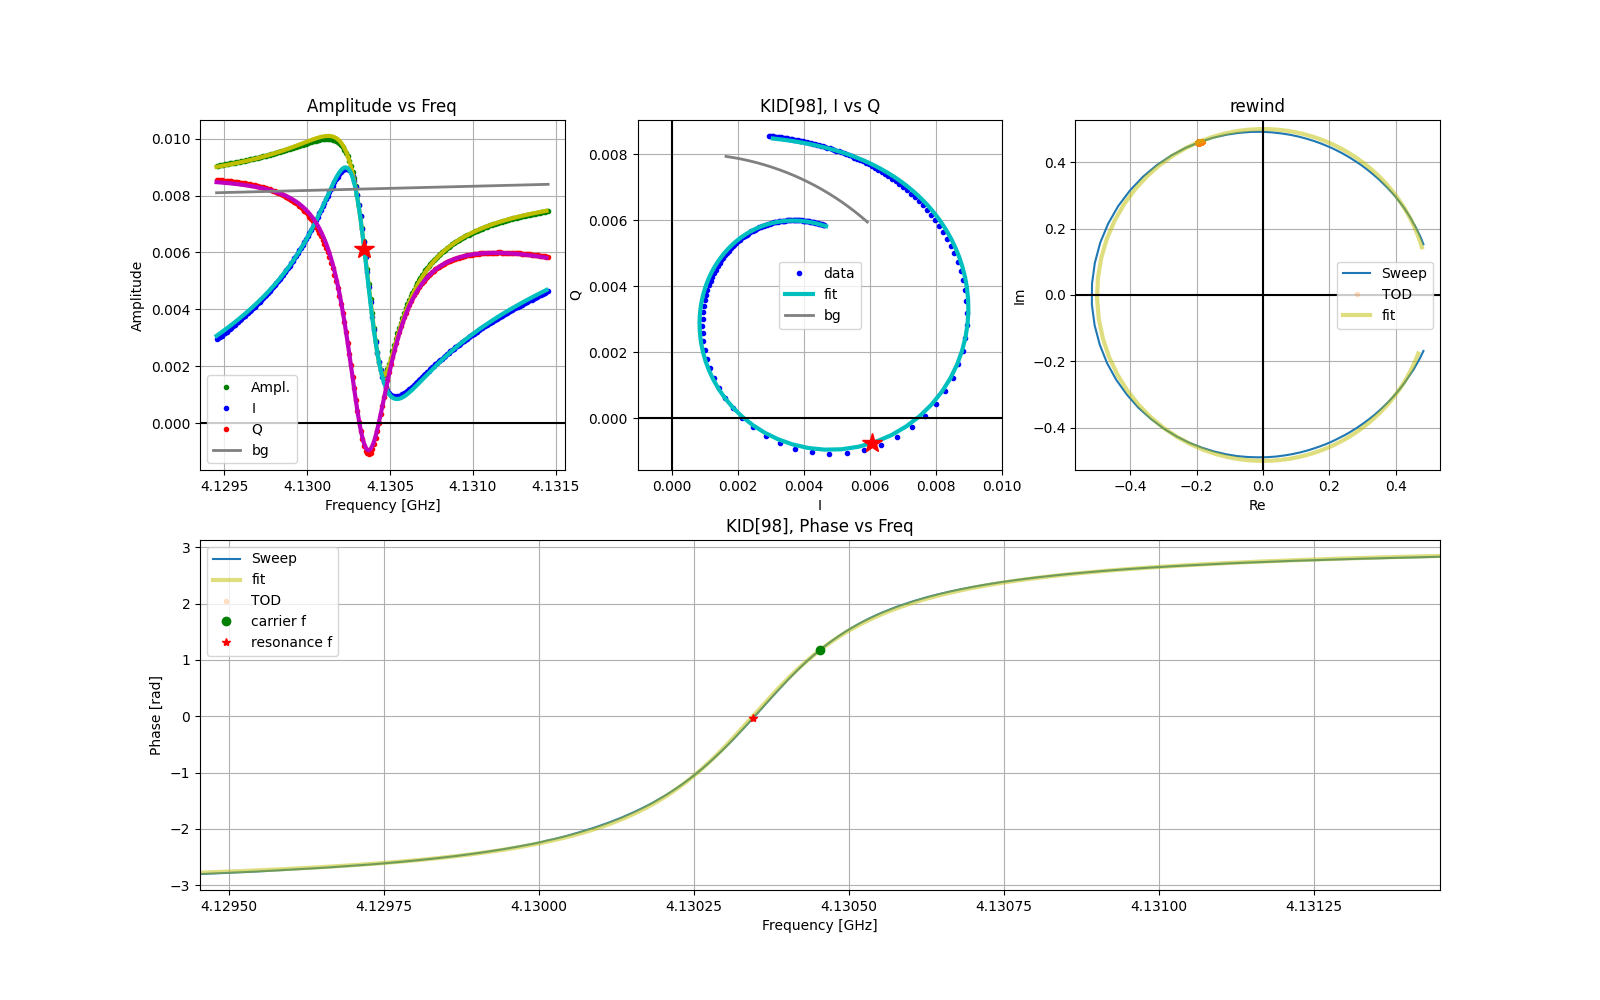 Amplitude vs Freq
Amplitude
0.010
0.008
0.006
0.004
0.002
0.000
Ampl.
I
Q
bg
4.1295
4.1300
4.1305
4.1310
4.1315
Frequency [GHz]
KID[98], I vs Q
Q
0.008
0.006
0.004
0.002
0.000
data
fit
bg
0.000
0.002
0.004
0.006
0.008
0.010
I
rewind
Im
0.4
0.2
0.0
−0.2
−0.4
Sweep
TOD
fit
−0.4
−0.2
0.0
0.2
0.4
Re
KID[98], Phase vs Freq
Phase [rad]
3
2
1
0
−1
−2
−3
Sweep
fit
TOD
carrier f
resonance f
4.12950
4.12975
4.13000
4.13025
4.13050
4.13075
4.13100
4.13125
Frequency [GHz]